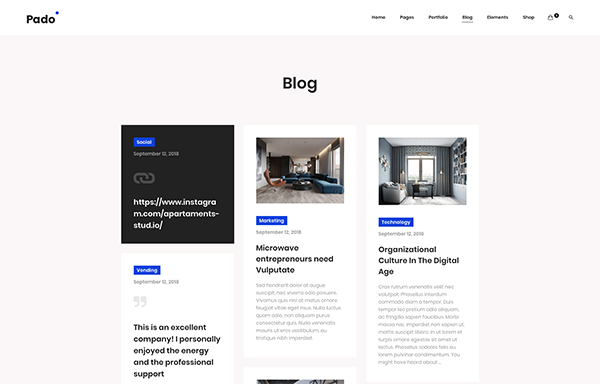 Pado
Home Pages Portfolio Blog Elements Shop 0
Blog
Social
September 12, 2018
https://www.instagra
m.com/apartaments-
stud.io/
Vending
September 12, 2018
This is an excellent
company! I personally
enjoyed the energy
and the professional
support
Marketing
September 12, 2018
Microwave
entrepreneurs need
Vulputate
Sed hendrerit dolor at augue
suscipit, nec viverra odio posuere.
Vivamus quis nisl at metus ornare
feugiat vitae eget risus. Nulla quam
odio, non aliquam purus
consectetur quis. Nulla venenatis
mauris ut eros vestibulum, eu
tristique nibh imperdiet.
Technology
September 12, 2018
Organizational
Culture In The Digital
Age
Cras rutrum venenatis velit nec
volutpat. Phasellus interdum
commodo diam a tempor. Duis
tempor leo pretium odio aliquam,
ac fringilla sapien faucibus. Morbi
Morbi massa nisi, imperdiet non sapien ut,
mattis suscipit libero ut in lorem ut
turpis ornare egestas et sit amet
est. Phasellus sodales felis eu
lorem pulvinar condimentum. You
might have heard about ...